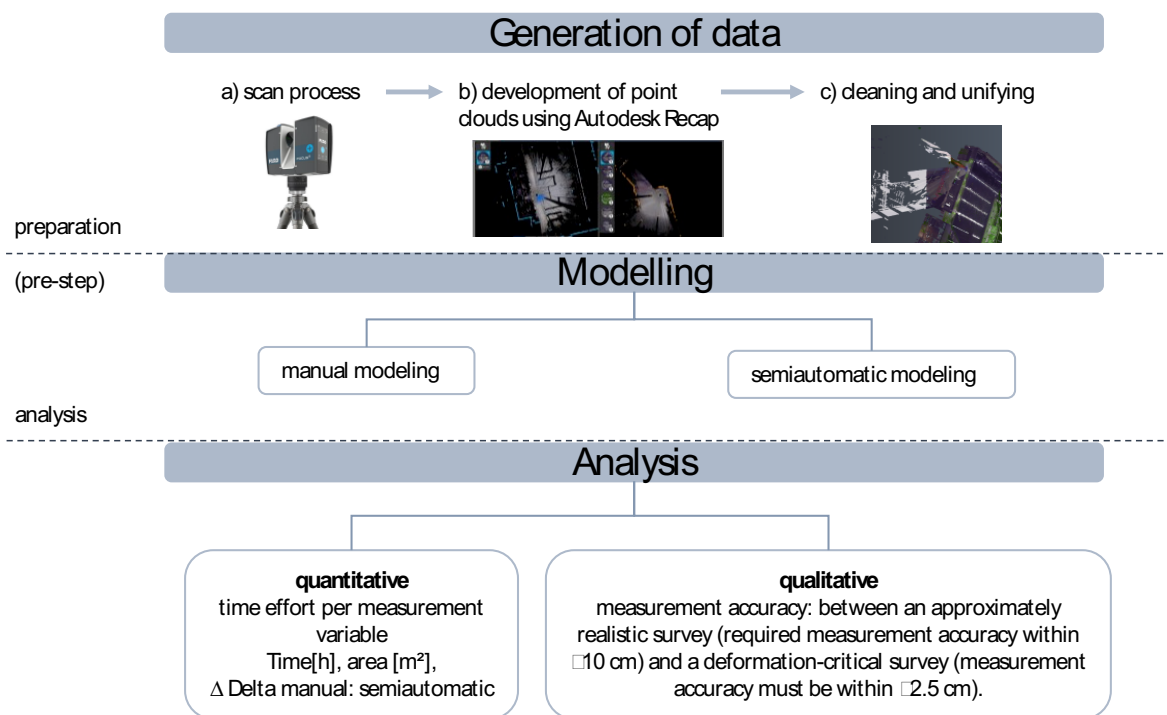 Generation of data
a) scan process
b) development of point
clouds using Autodesk Recap
c) cleaning and unifying
preparation
(pre-step)
Modelling
manual modeling
semiautomatic modeling
analysis
Analysis
quantitative
time effort per measurement
variable
Time[h], area [m²],
Δ Delta manual: semiautomatic
qualitative
measurement accuracy: between an approximately
realistic survey (required measurement accuracy within
□10 cm) and a deformation-critical survey (measurement
accuracy must be within □2.5 cm).